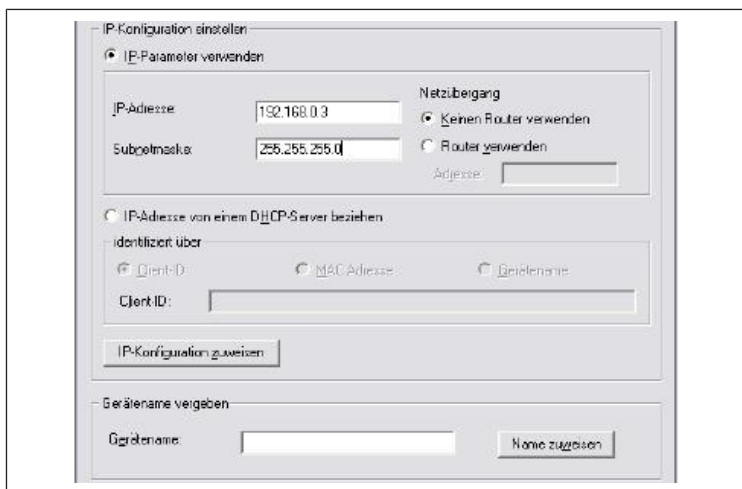 IP-Konfiguration einstellen
IP-Parameter verwenden
IP-Adresse:
192.168.0.3
Subnetmaske:
255.255.255.0
Netzübergang
Keinen Router verwenden
Router verwenden
Adresse:
IP-Adresse von einem DHCP-Server beziehen
identifiziert über
Client-ID
MAC Adresse
Gerätename
Client-ID:
IP-Konfiguration zuweisen
Gerätename vergeben
Gerätename:
Name zuweisen